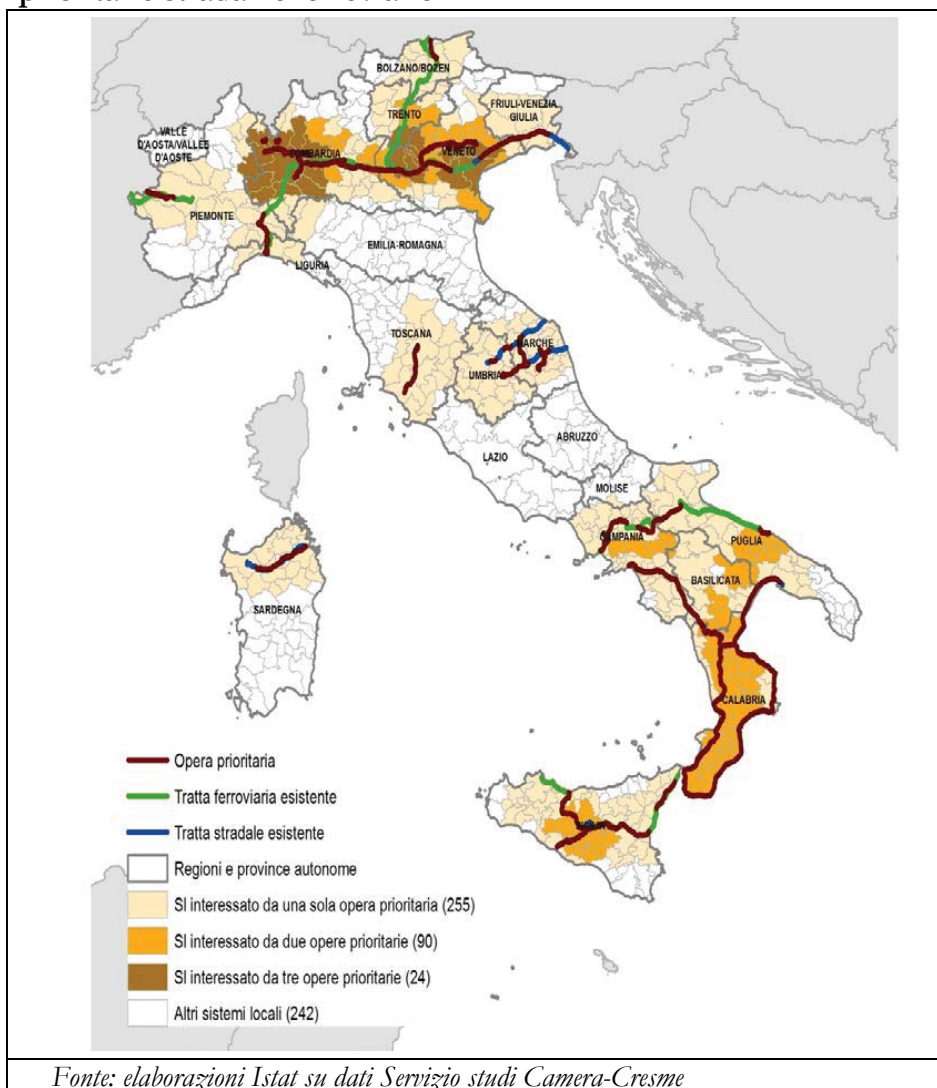 BOLZANO/BOZEN
TRENTO
FRIULI-VENEZIA
GIULIA
VALLE
D'AOSTA/VALLÉE
D'AOSTE
LOMBARDIA
VENETO
PIEMONTE
EMILIA-ROMAGNA
LIGURIA
TOSCANA
MARCHE
UMBRIA
ABRUZZO
LAZIO
MOLISE
CAMPANIA
PUGLIA
BASILICATA
SARDEGNA
CALABRIA
Opera prioritaria
Tratta ferroviaria esistente
Tratta stradale esistente
Regioni e province autonome
Sl interessato da una sola opera prioritaria (255)
Sl interessato da due opere prioritarie (90)
Sl interessato da tre opere prioritarie (24)
Altri sistemi locali (242)
Fonte: elaborazioni Istat su dati Servizio studi Camera-Cresme